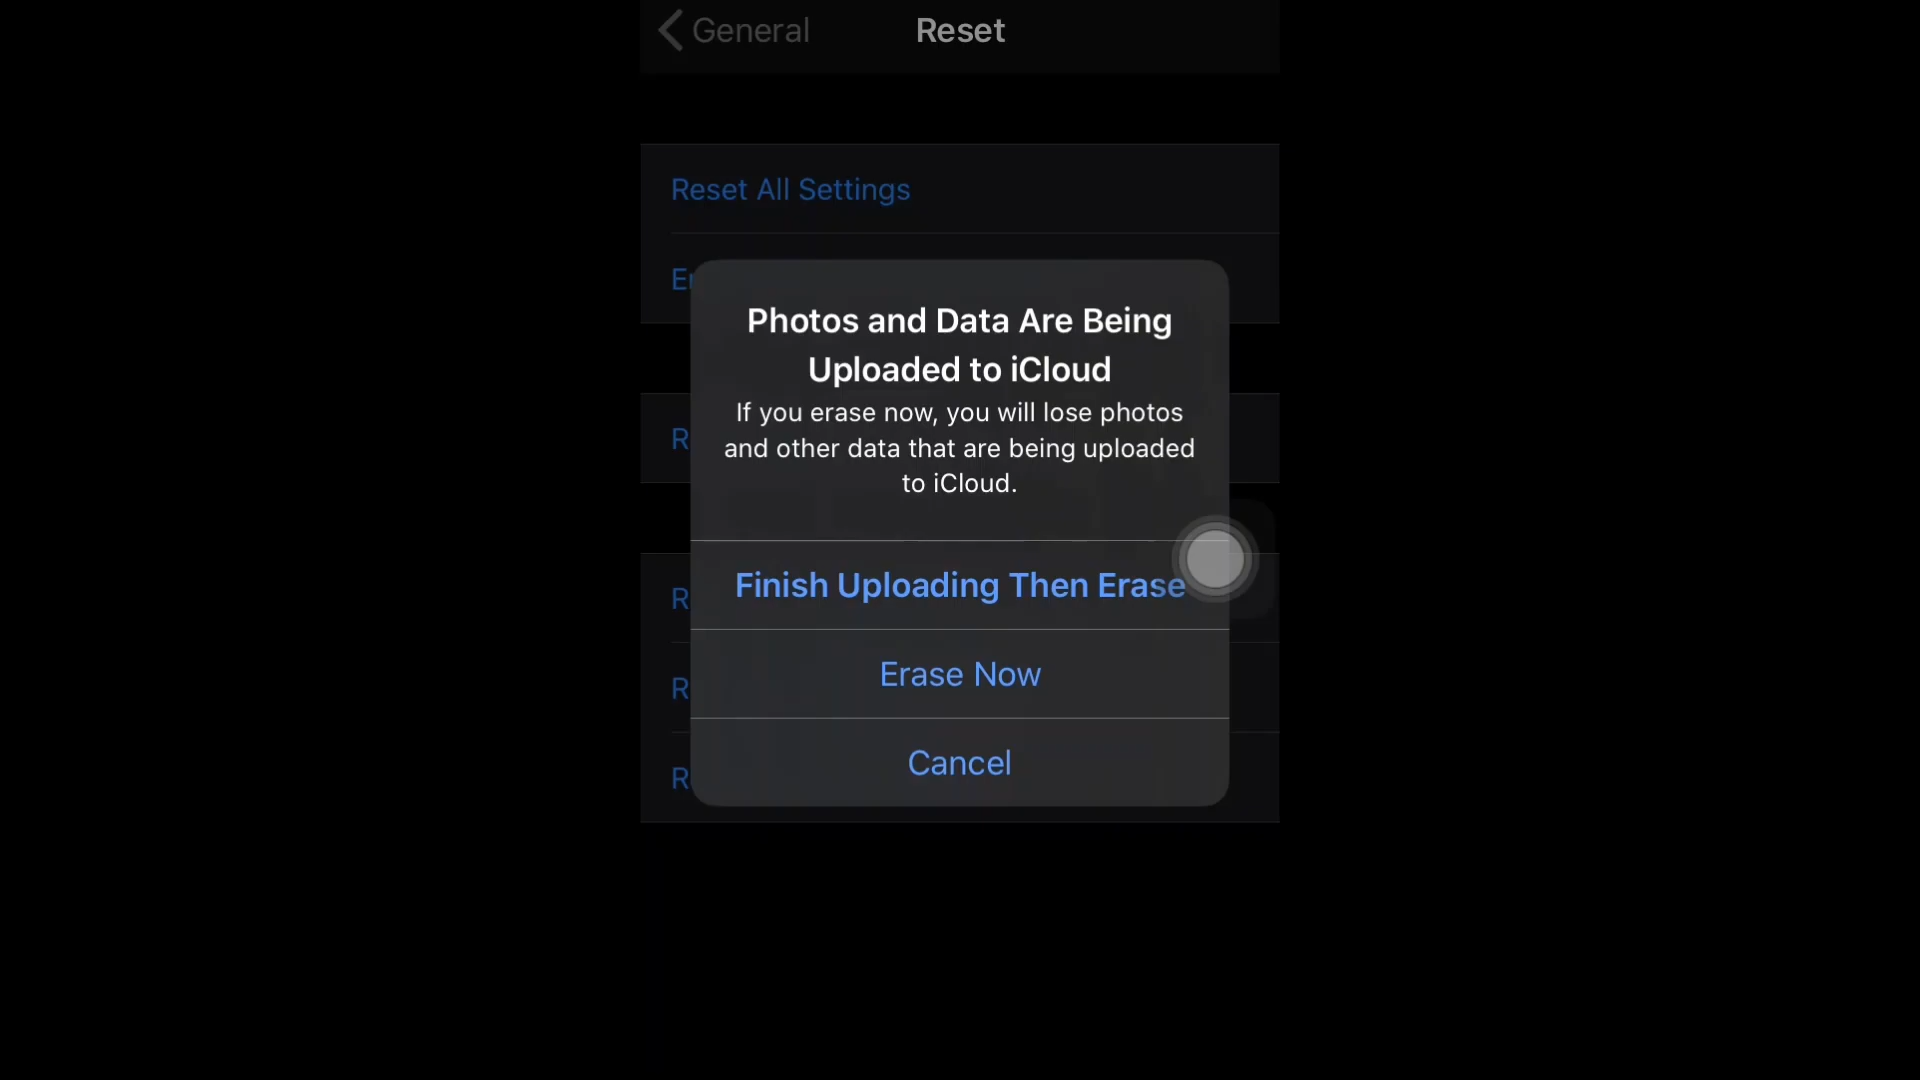 General
Reset
Reset All Settings
Photos and Data Are Being
Uploaded to iCloud
If you erase now, you will lose photos
and other data that are being uploaded
to iCloud.
Finish Uploading Then Erase
Erase Now
Cancel